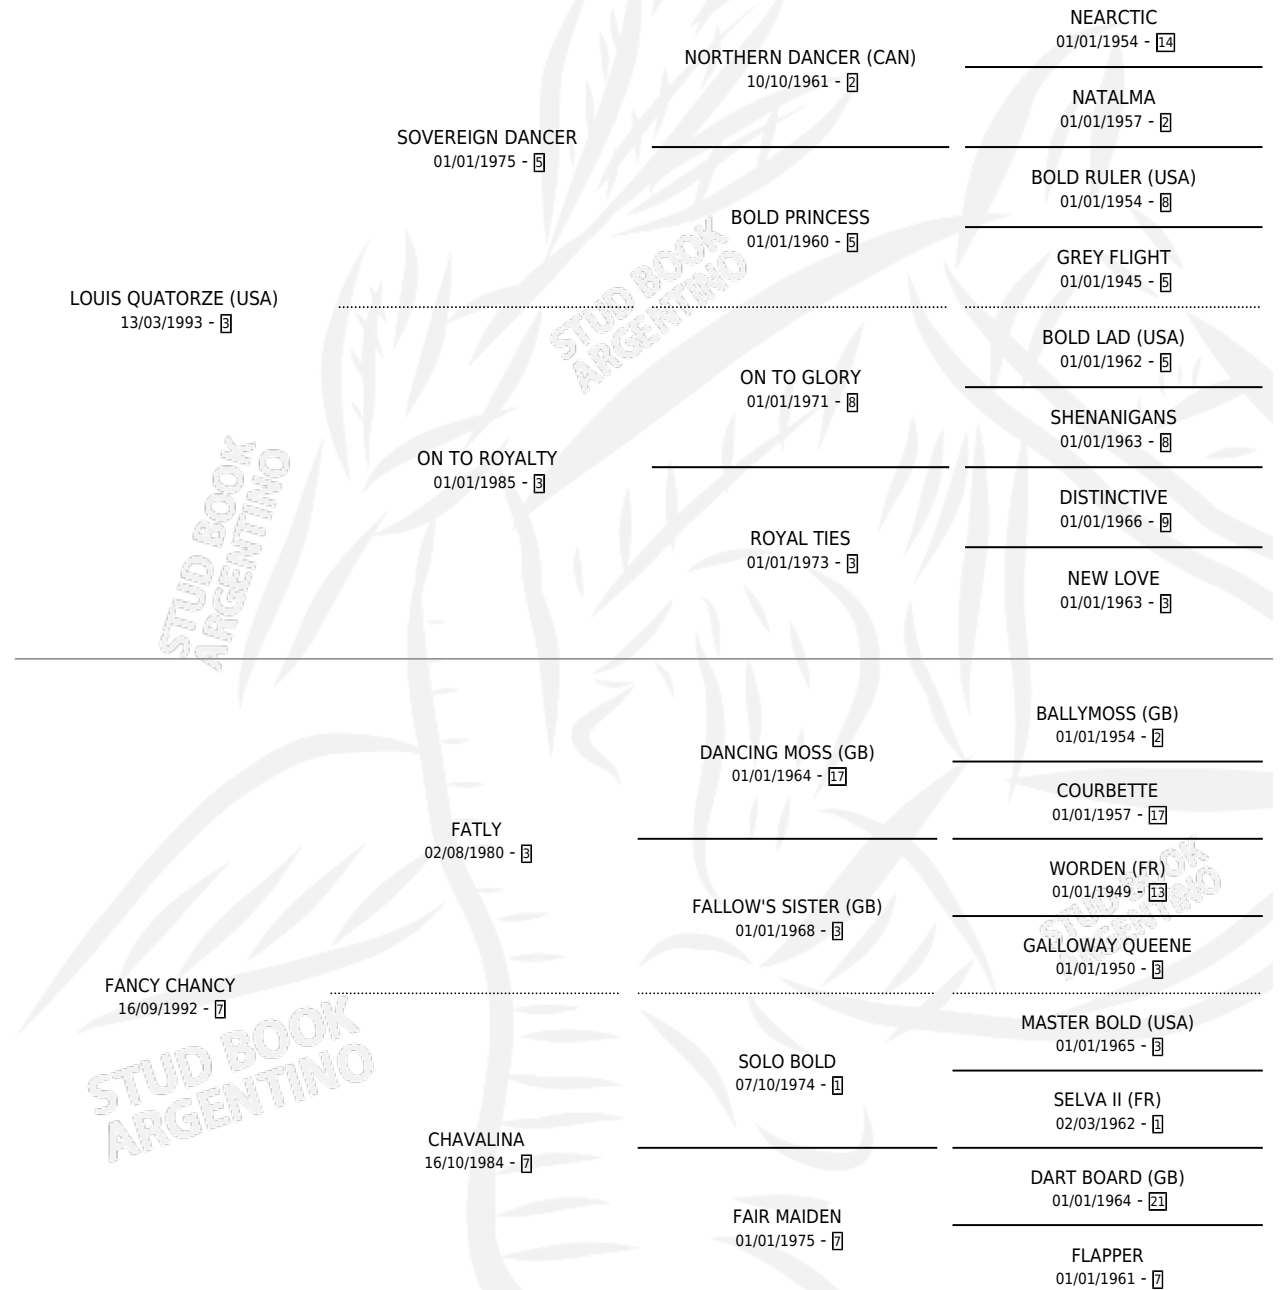 NEARCTIC
01/01/1954 - 14
NORTHERN DANCER (CAN)
10/10/1961 - 2
NATALMA
01/01/1957 - 2
SOVEREIGN DANCER
01/01/1975 - 5
BOLD RULER (USA)
01/01/1954 - 8
BOLD PRINCESS
01/01/1960 - 5
GREY FLIGHT
01/01/1945 - 5
LOUIS QUATORZE (USA)
13/03/1993 - 3
STUD BOOK
ARGENTINO
BOLD LAD (USA)
01/01/1962 - 5
ON TO GLORY
01/01/1971 - 8
SHENANIGANS
01/01/1963 - 8
ON TO ROYALTY
01/01/1985 - 3
DISTINCTIVE
01/01/1966 - 9
ROYAL TIES
01/01/1973 - 3
NEW LOVE
01/01/1963 - 3
STUD BOOK
ARGENTINO
BALLYMOSS (GB)
01/01/1954 - 2
DANCING MOSS (GB)
01/01/1964 - 17
COURBETTE
01/01/1957 - 17
FATLY
02/08/1980 - 3
WORDEN (FR)
01/01/1949 - 13
FALLOW'S SISTER (GB)
01/01/1968 - 3
GALLOWAY QUEENE
01/01/1950 - 3
STUD BOOK
ARGENTINO
FANCY CHANCY
16/09/1992 - 7
MASTER BOLD (USA)
01/01/1965 - 3
SOLO BOLD
07/10/1974 - 1
SELVA II (FR)
02/03/1962 - 1
STUD BOOK
ARGENTINO
CHAVALINA
16/10/1984 - 7
DART BOARD (GB)
01/01/1964 - 21
FAIR MAIDEN
01/01/1975 - 7
FLAPPER
01/01/1961 - 7